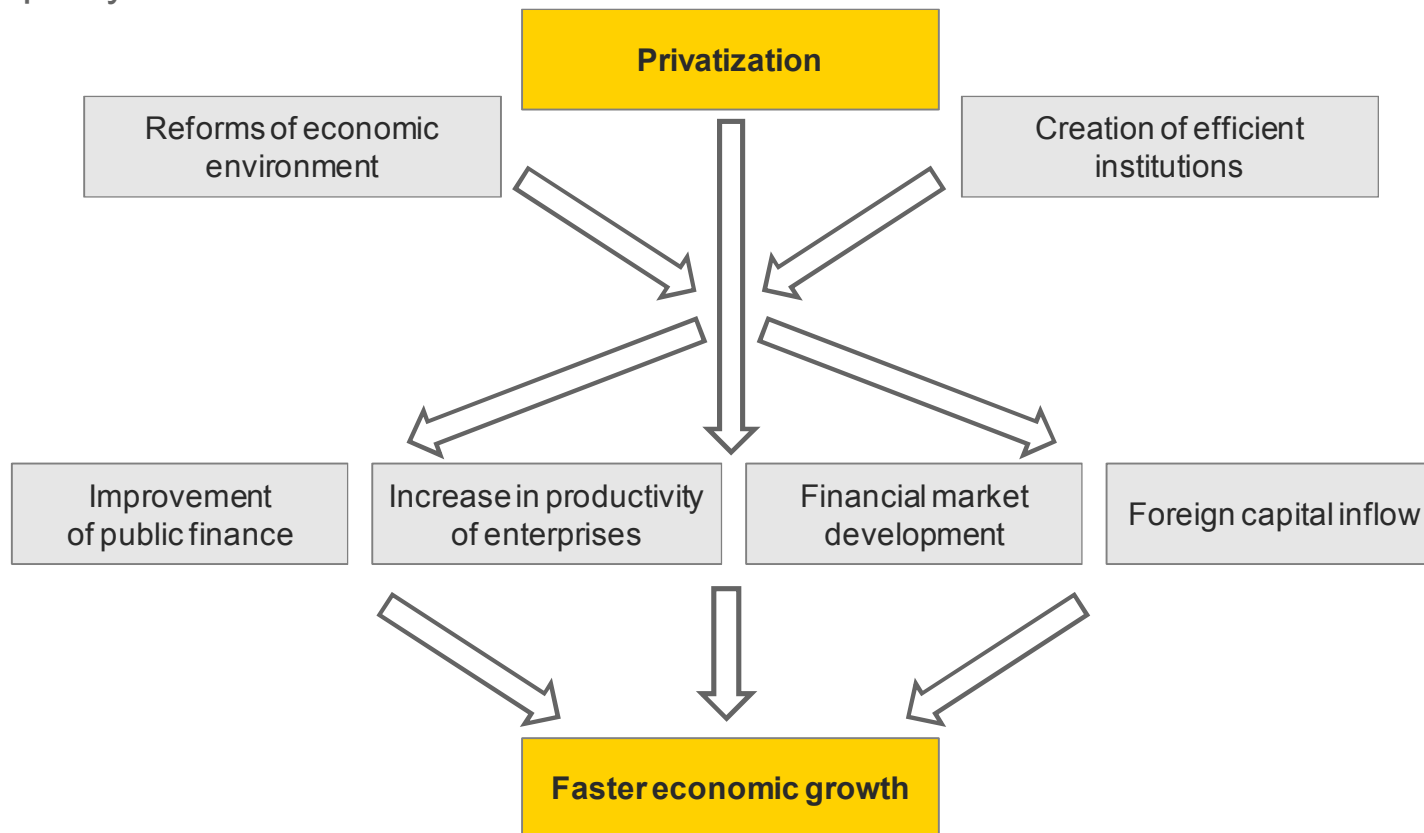 Privatization
Reforms of economic
environment
Creation of efficient
institutions
Improvement
of public finance
Increase in productivity
of enterprises
Financial market
development
Foreign capital inflow
Faster economic growth